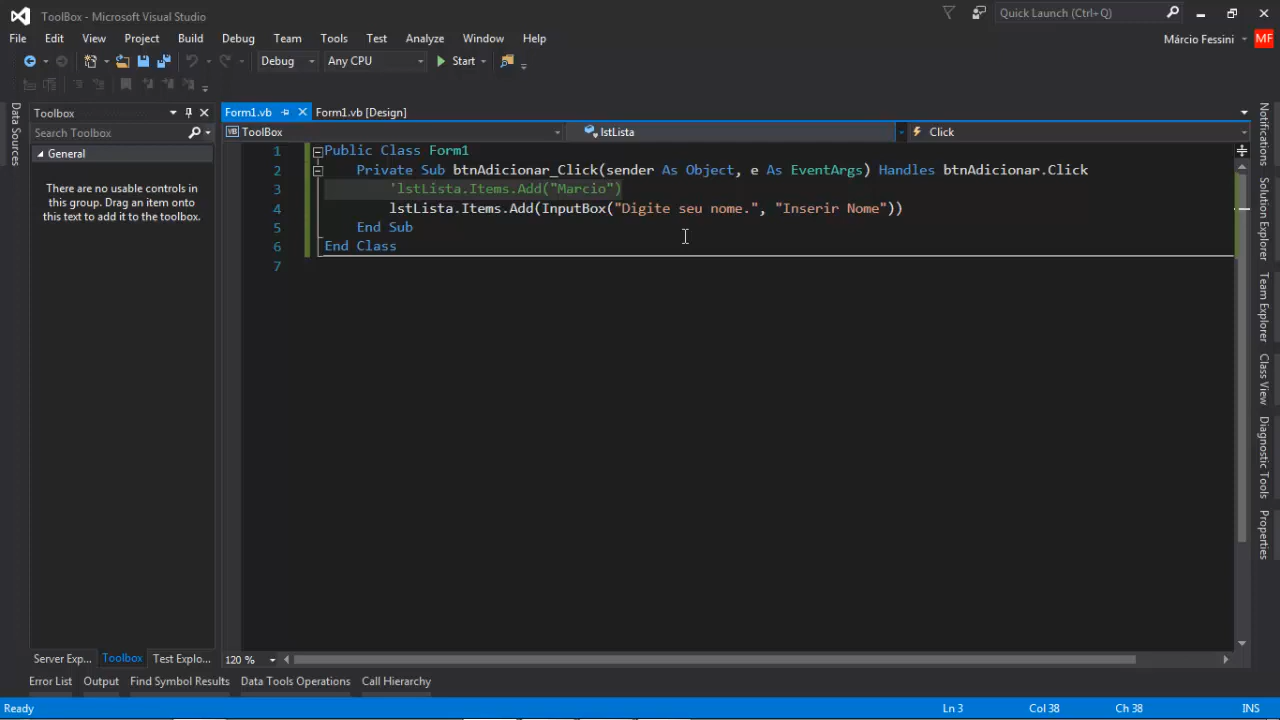 ToolBox - Microsoft Visual Studio
Quick Launch (Ctrl+Q)
File Edit View Project Build Debug Team Tools Test Analyze Window Help
Márcio Fessini MF
Debug Any CPU Start
Data Sources
Toolbox
Search Toolbox
General
There are no usable controls in
this group. Drag an item onto
this text to add it to the toolbox.
Server Exp... Toolbox Test Explo...
Form1.vb Form1.vb [Design]
VB ToolBox lstLista Click
1 Public Class Form1
2 Private Sub btnAdicionar_Click(sender As Object, e As EventArgs) Handles btnAdicionar.Click
3 'lstLista.Items.Add("Marcio")
4 lstLista.Items.Add(InputBox("Digite seu nome.", "Inserir Nome"))
5 End Sub
6 End Class
7
120 %
Notifications
Solution Explorer
Team Explorer
Class View
Diagnostic Tools
Properties
Error List Output Find Symbol Results Data Tools Operations Call Hierarchy
Ready Ln 3 Col 38 Ch 38 INS